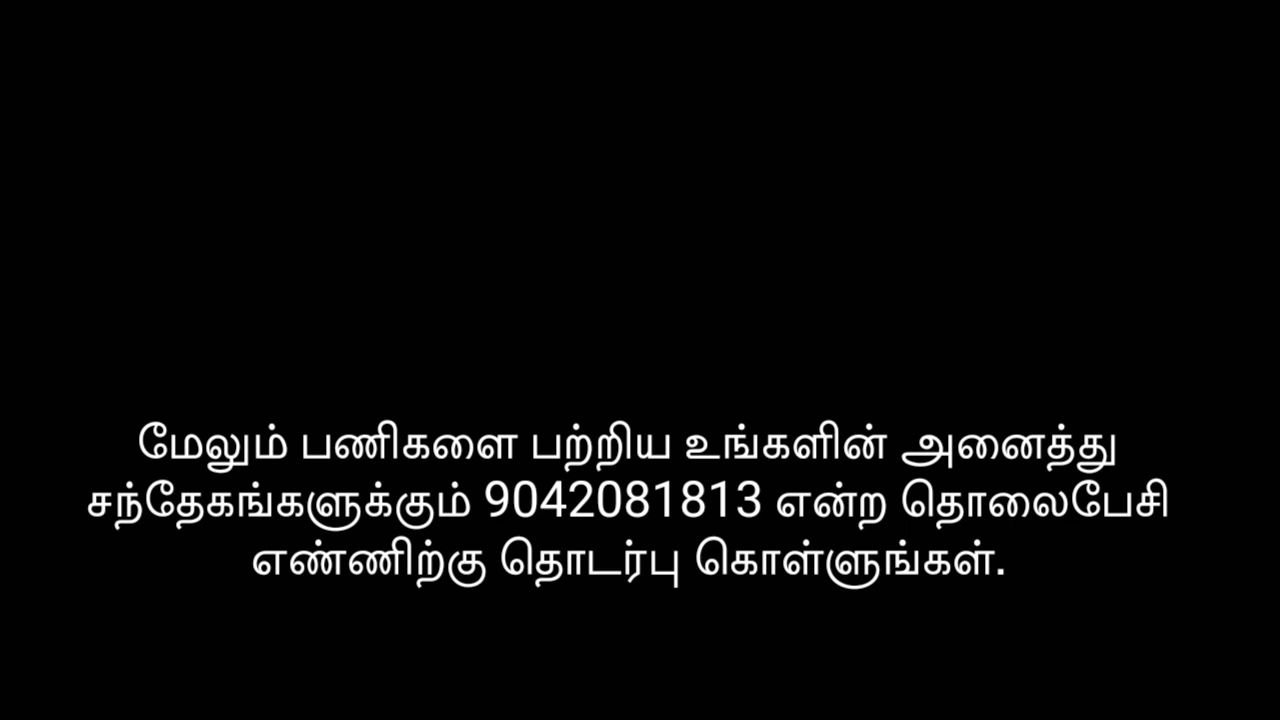 மேலும் பணிகளை பற்றிய உங்களின் அனைத்து
சந்தேகங்களுக்கும் 9042081813 என்ற தொலைபேசி
எண்ணிற்கு தொடர்பு கொள்ளுங்கள்.